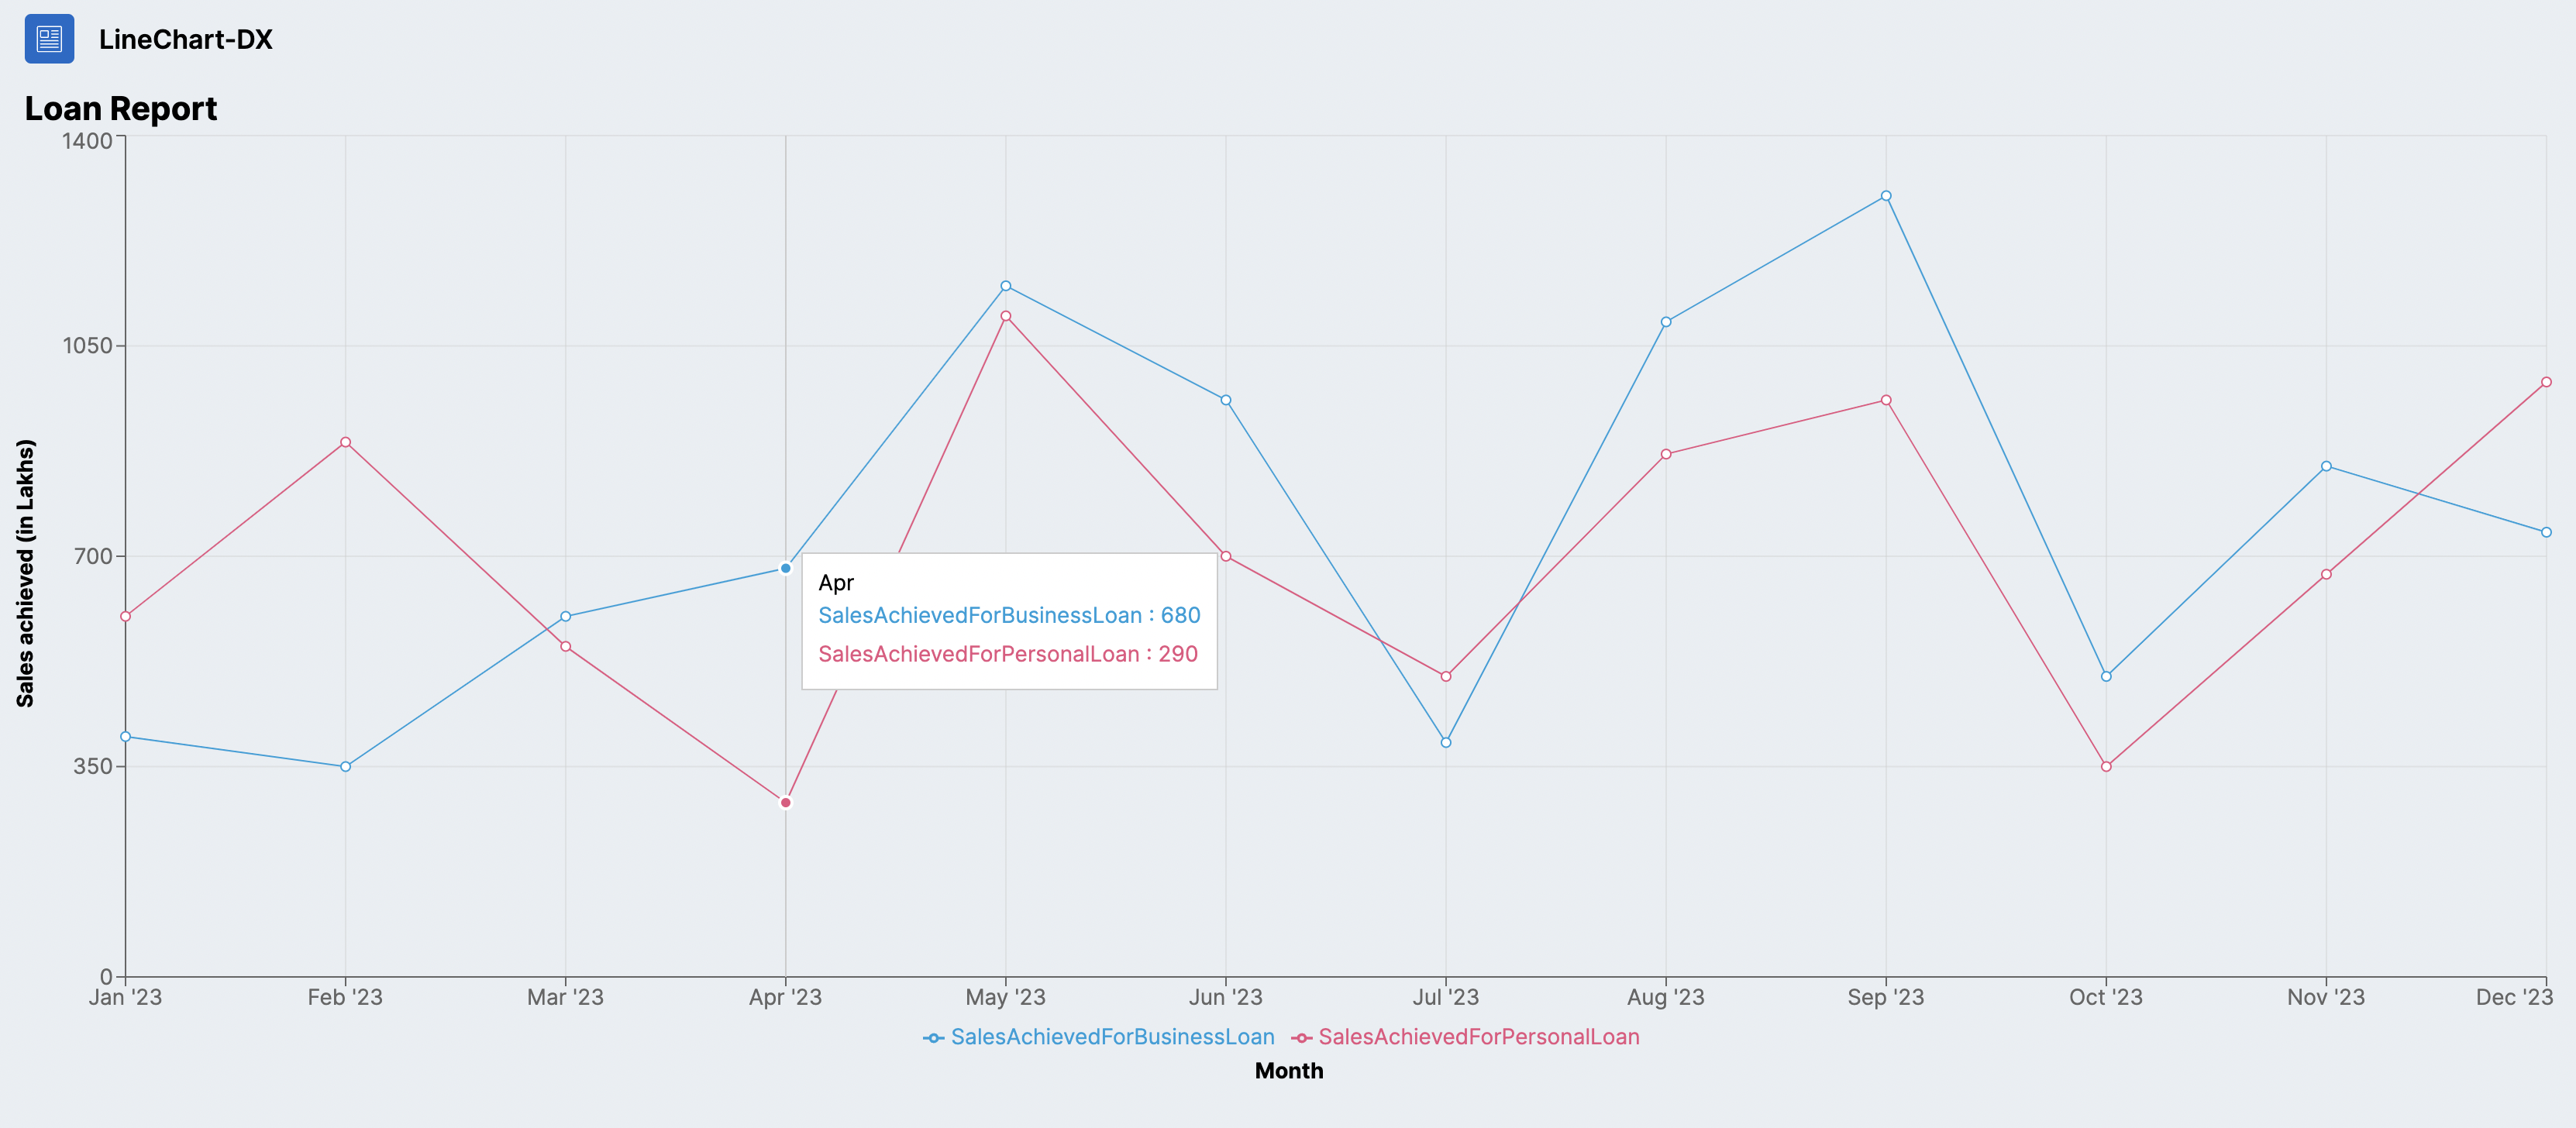 LineChart-DX
Loan Report
1400
1050
700
350
0
Sales achieved (in Lakhs)
Apr
SalesAchievedForBusinessLoan : 680
SalesAchievedForPersonalLoan : 290
Jan '23 Feb '23 Mar '23 Apr '23 May '23 Jun '23 Jul '23 Aug '23 Sep '23 Oct '23 Nov '23 Dec '23
SalesAchievedForBusinessLoan SalesAchievedForPersonalLoan
Month